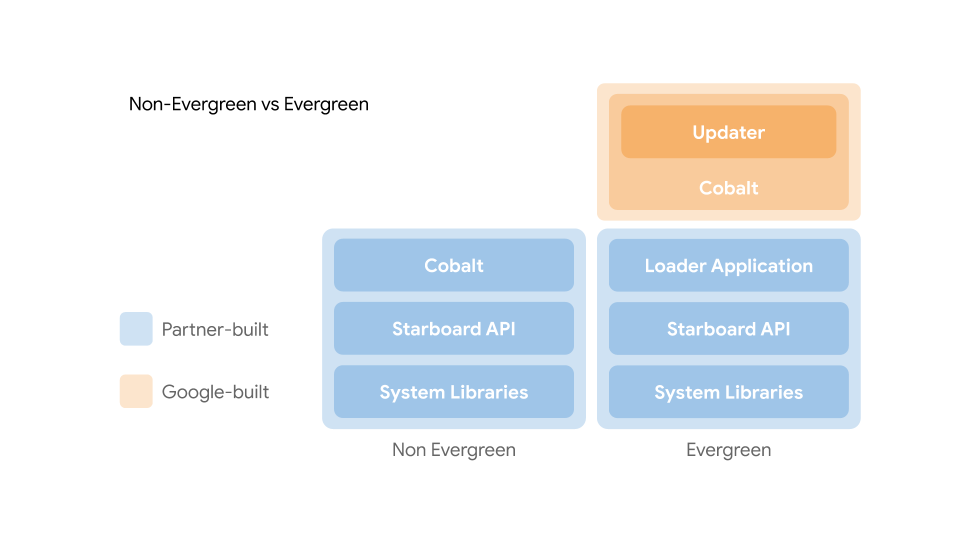 Non-Evergreen vs Evergreen
Updater
Cobalt
Cobalt
Loader Application
Starboard API
Starboard API
System Libraries
System Libraries
Partner-built
Google-built
Non Evergreen
Evergreen